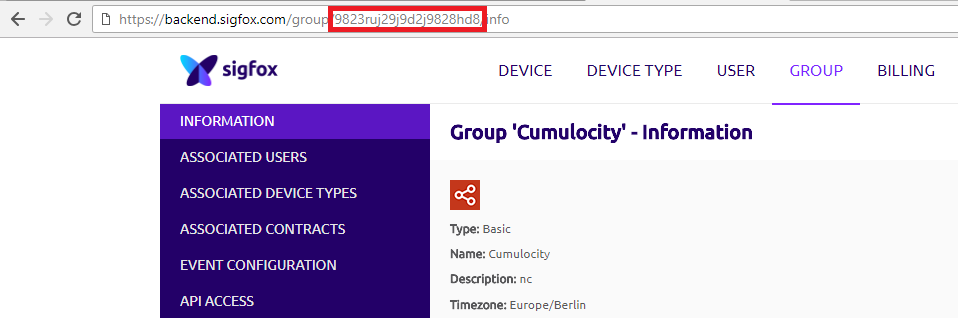 https://backend.sigfox.com/group/9823ruj29j9d2j9828hd8/info
sigfox
DEVICE DEVICE TYPE USER GROUP BILLING
INFORMATION
ASSOCIATED USERS
ASSOCIATED DEVICE TYPES
ASSOCIATED CONTRACTS
EVENT CONFIGURATION
API ACCESS
Group 'Cumulocity' - Information
Type: Basic
Name: Cumulocity
Description: nc
Timezone: Europe/Berlin